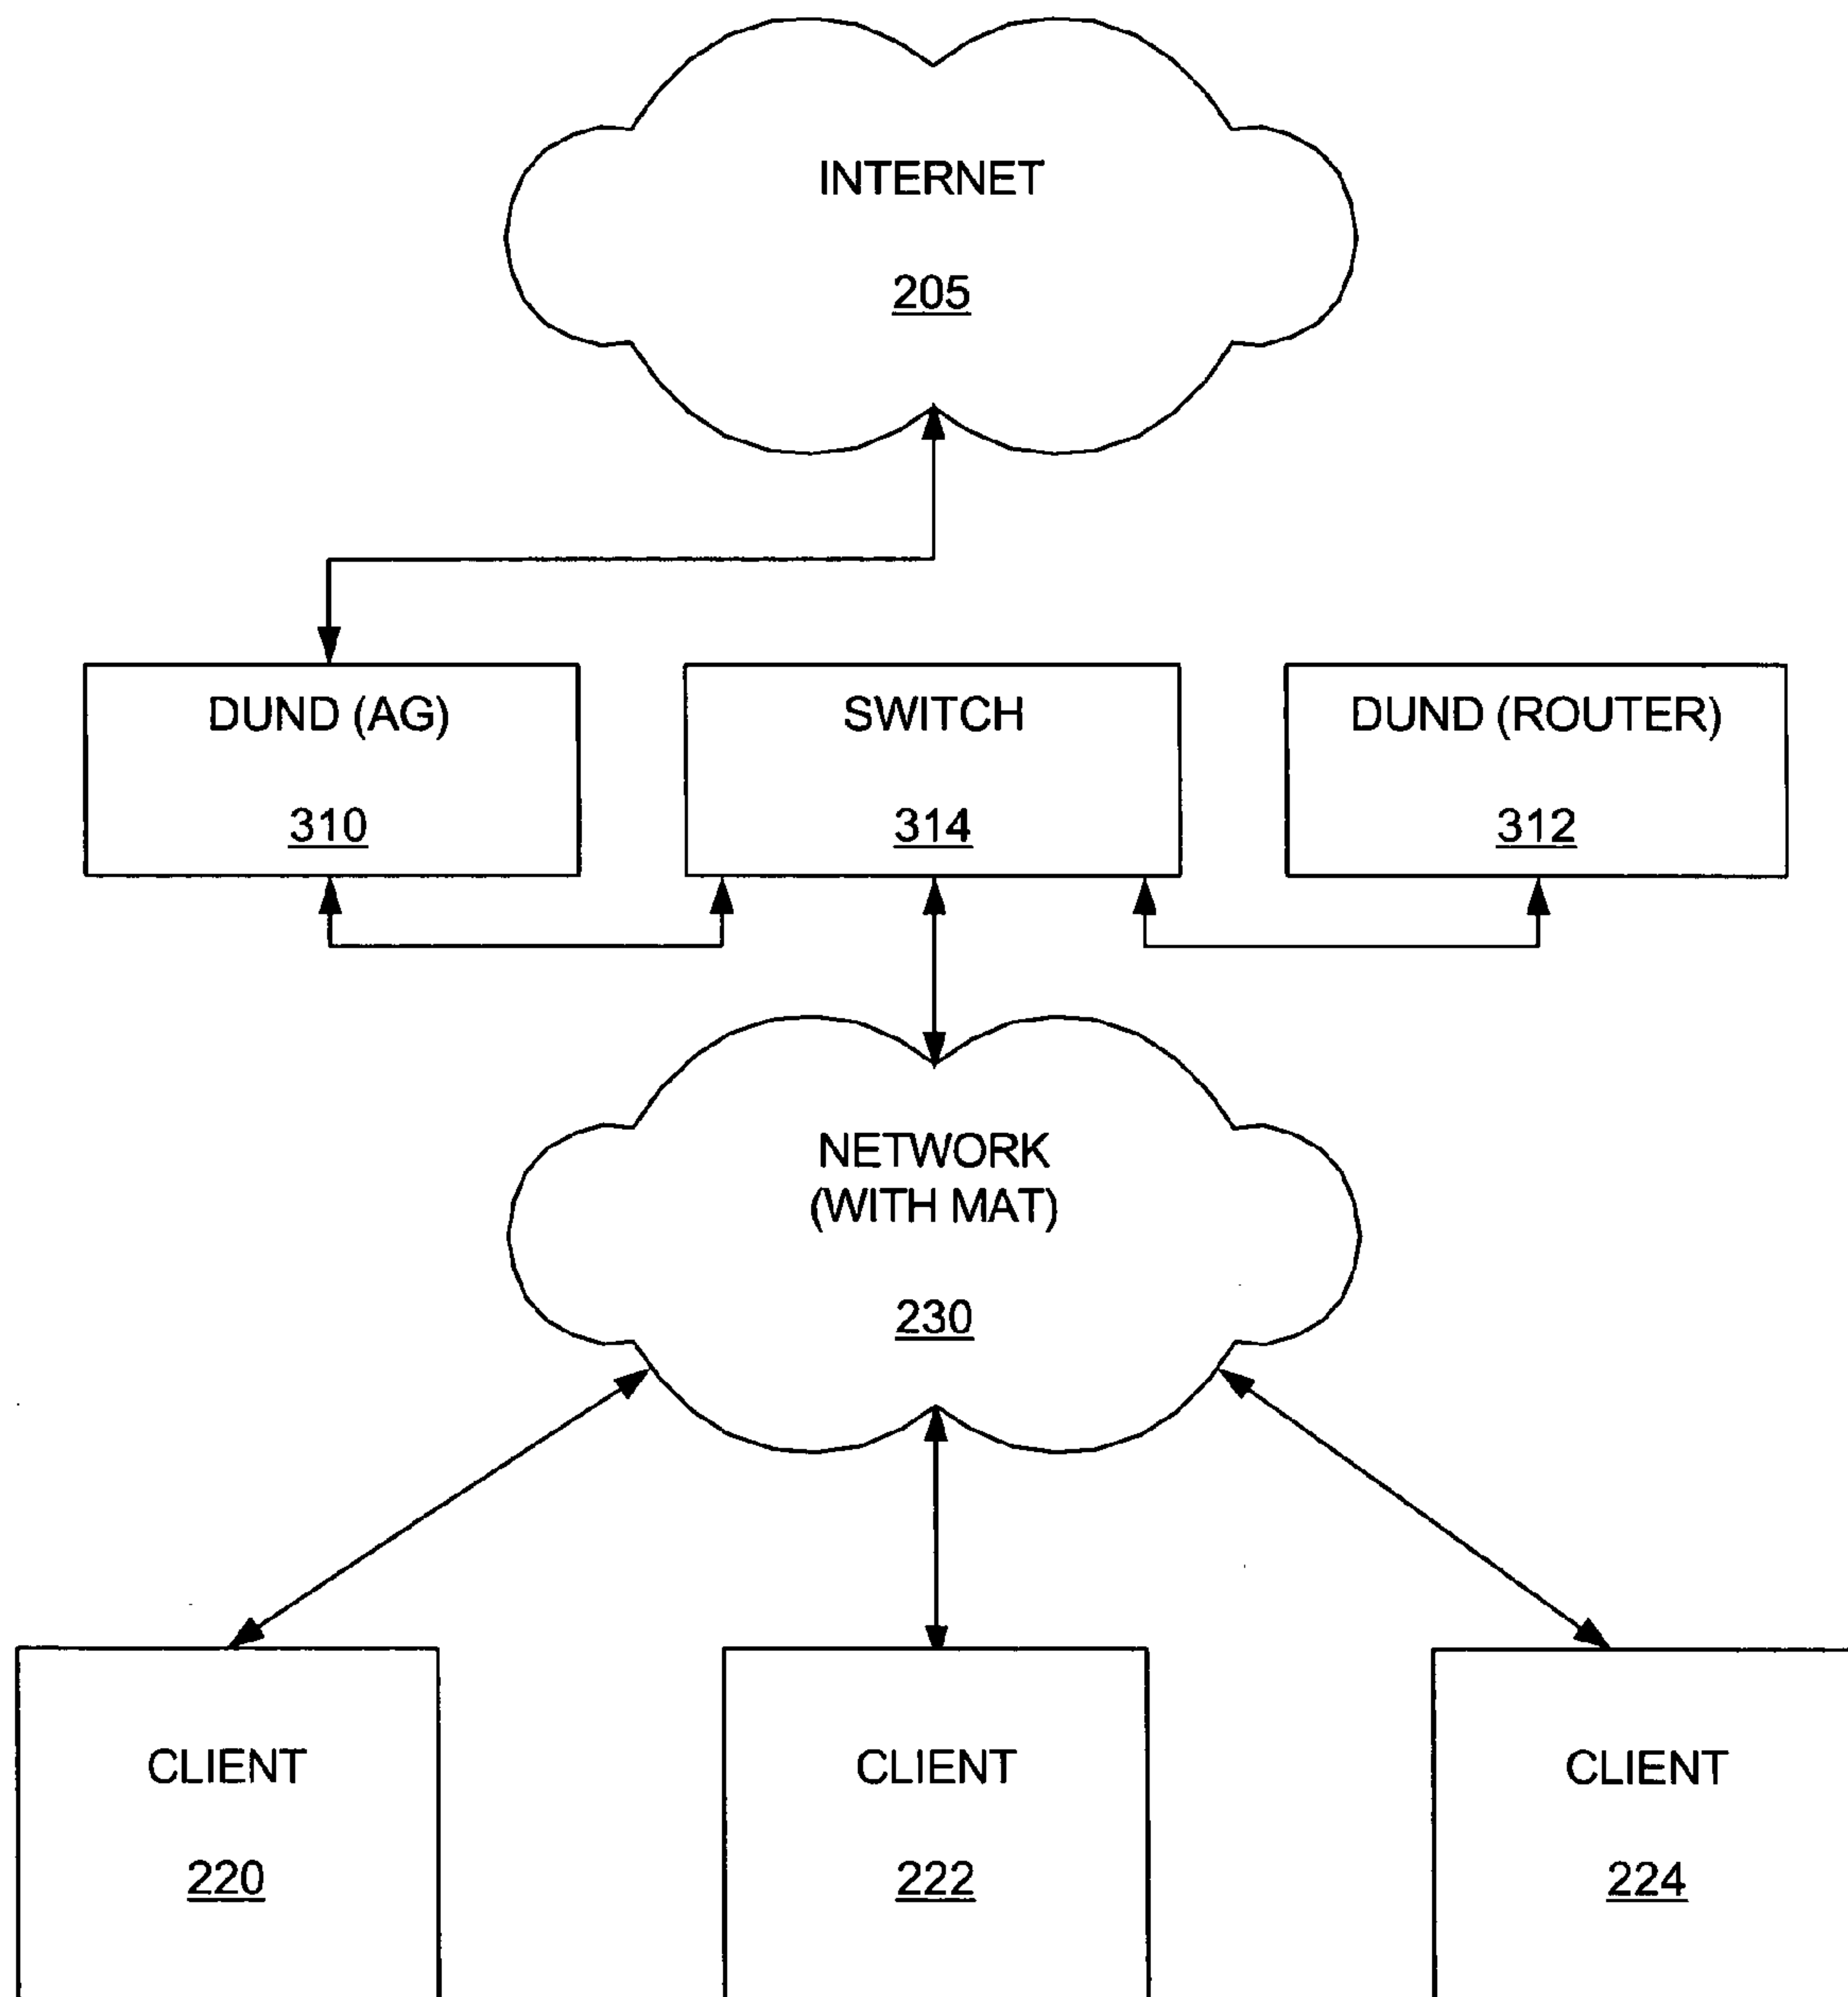 INTERNET
205
DUND (AG)
310
SWITCH
314
DUND (ROUTER)
312
NETWORK
(WITH MAT)
230
CLIENT
220
CLIENT
222
CLIENT
224